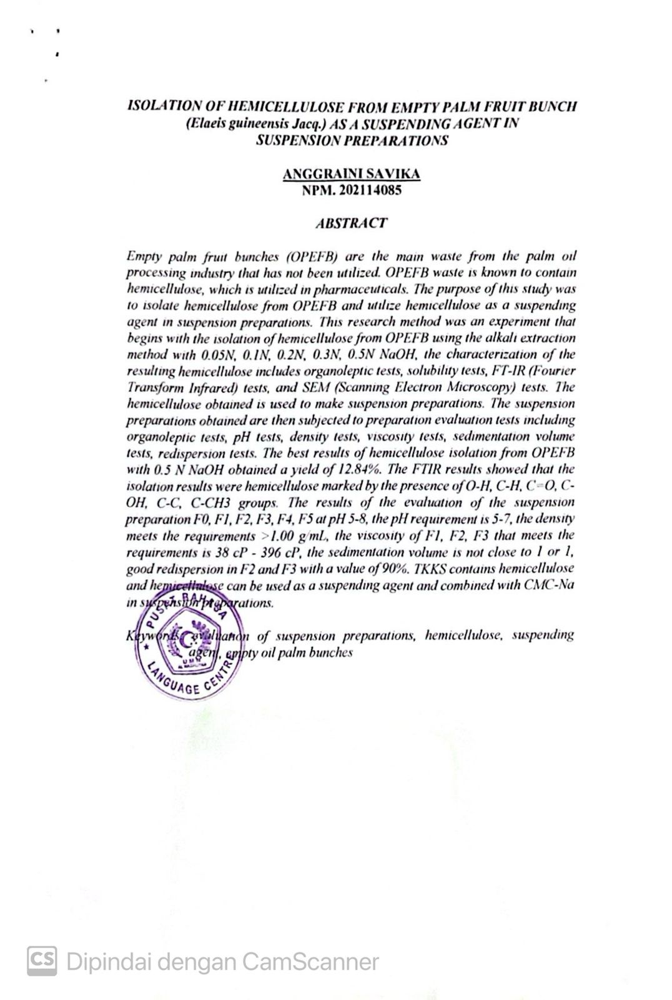 ISOLATION OF HEMICELLULOSE FROM EMPTY PALM FRUIT BUNCH
(Elaeis guineensis Jacq.) AS A SUSPENDING AGENT IN
SUSPENSION PREPARATIONS
ANGGRAINI SAVIKA
NPM. 202114085
ABSTRACT
Empty palm fruit bunches (OPEFB) are the main waste from the palm oil
processing industry that has not been utilized. OPEFB waste is known to contain
hemicellulose, which is utilized in pharmaceuticals. The purpose of this study was
to isolate hemicellulose from OPEFB and utilize hemicellulose as a suspending
agent in suspension preparations. This research method was an experiment that
begins with the isolation of hemicellulose from OPEFB using the alkali extraction
method with 0.05N, 0.1N, 0.2N, 0.3N, 0.5N NaOH, the characterization of the
resulting hemicellulose includes organoleptic tests, solubility tests, FT-IR (Fourier
Transform Infrared) tests, and SEM (Scanning Electron Microscopy) tests. The
hemicellulose obtained is used to make suspension preparations. The suspension
preparations obtained are then subjected to preparation evaluation tests including
organoleptic tests, pH tests, density tests, viscosity tests, sedimentation volume
tests, redispersion tests. The best results of hemicellulose isolation from OPEFB
with 0.5 N NaOH obtained a yield of 12.84%. The FTIR results showed that the
isolation results were hemicellulose marked by the presence of O-H, C-H, C=O, C-
OH, C-C, C-CH3 groups. The results of the evaluation of the suspension
preparation F0, F1, F2, F3, F4, F5 at pH 5-8, the pH requirement is 5-7, the density
meets the requirements >1.00 g/mL, the viscosity of F1, F2, F3 that meets the
requirements is 38 cP - 396 cP, the sedimentation volume is not close to 1 or 1,
good redispersion in F2 and F3 with a value of 90%. TKKS contains hemicellulose
and hemicellulose can be used as a suspending agent and combined with CMC-Na
in suspension preparations.
Keywords: evaluation of suspension preparations, hemicellulose, suspending
agent, empty oil palm bunches
PUSAT BAHASA
UMN
LANGUAGE CENTRE
CS Dipindai dengan CamScanner